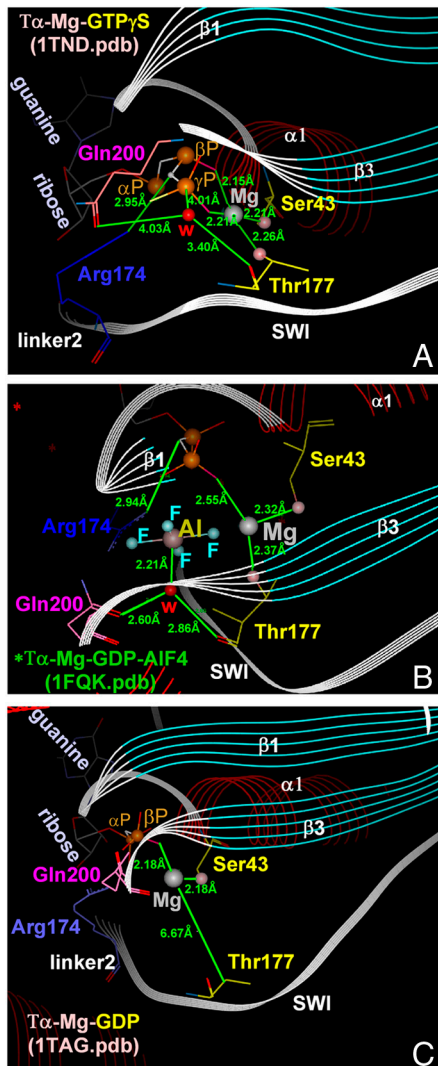 Tα-Mg-GTPγS
(1TND.pdb)
β1
guanine
α1
Gln200
βP
β3
αP
γP
2.15Å
Mg
Ser43
ribose
2.95Å
4.01Å
2.21Å
2.21Å
W
2.26Å
4.03Å
3.40Å
Arg174
Thr177
linker2
SWI
A
α1
β1
Ser43
2.94Å
2.55Å
2.32Å
Arg174
F
Al
Mg
β3
F
F
F
2.37Å
2.21Å
Gln200
W
2.60Å
2.86Å
Thr177
*Tα-Mg-GDP-AlF4
(1FQK.pdb)
SWI
B
guanine
β1
α1
αP
βP
β3
ribose
Gln200
2.18Å
Ser43
Mg
2.18Å
Arg174
6.67Å
linker2
Thr177
SWI
Tα-Mg-GDP
(1TAG.pdb)
C